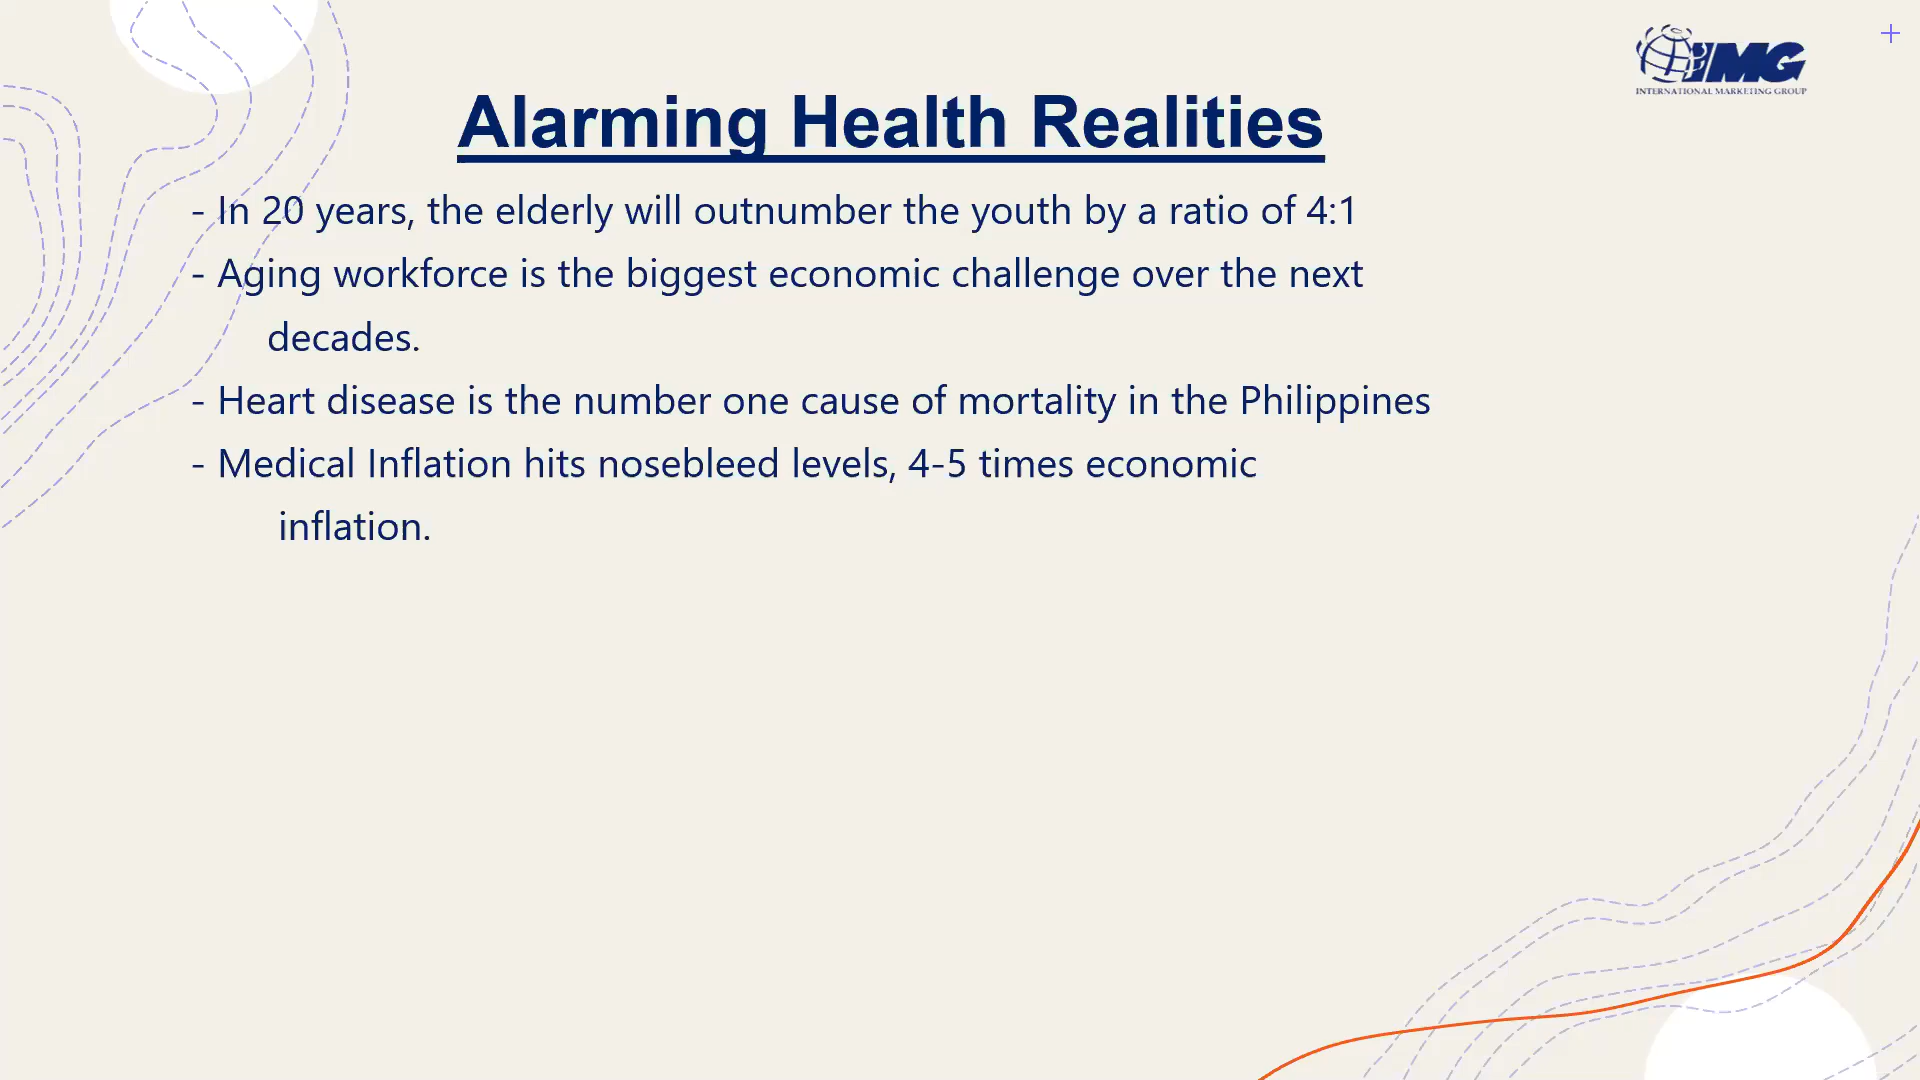 IMG
INTERNATIONAL MARKETING GROUP
Alarming Health Realities
- In 20 years, the elderly will outnumber the youth by a ratio of 4:1
- Aging workforce is the biggest economic challenge over the next
decades.
- Heart disease is the number one cause of mortality in the Philippines
- Medical Inflation hits nosebleed levels, 4-5 times economic
inflation.